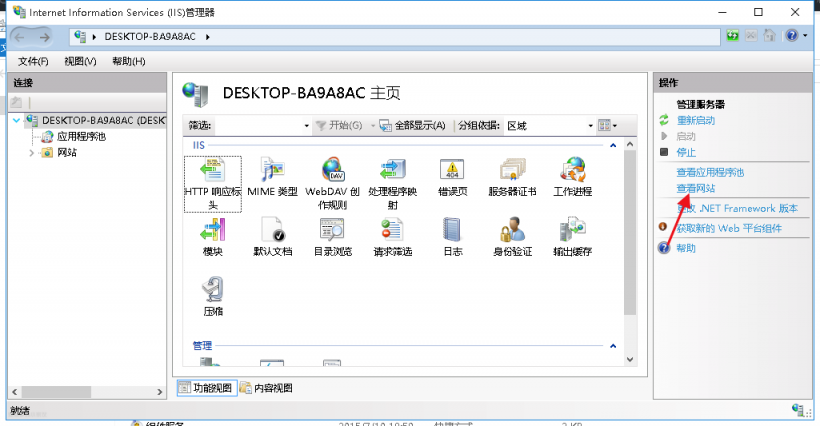 Internet Information Services (IIS)管理器
DESKTOP-BA9A8AC
文件(F) 视图(V) 帮助(H)
连接
DESKTOP-BA9A8AC (DESK
应用程序池
网站
DESKTOP-BA9A8AC 主页
筛选: 开始(G) 全部显示(A) 分组依据: 区域
IIS
HTTP 响应标头
MIME 类型
WebDAV 创作规则
处理程序映射
错误页
404
服务器证书
工作进程
模块
默认文档
目录浏览
请求筛选
日志
身份验证
输出缓存
压缩
管理
功能视图 内容视图
操作
管理服务器
重新启动
启动
停止
查看应用程序池
查看网站
更改 .NET Framework 版本
获取新的 Web 平台组件
帮助
就绪